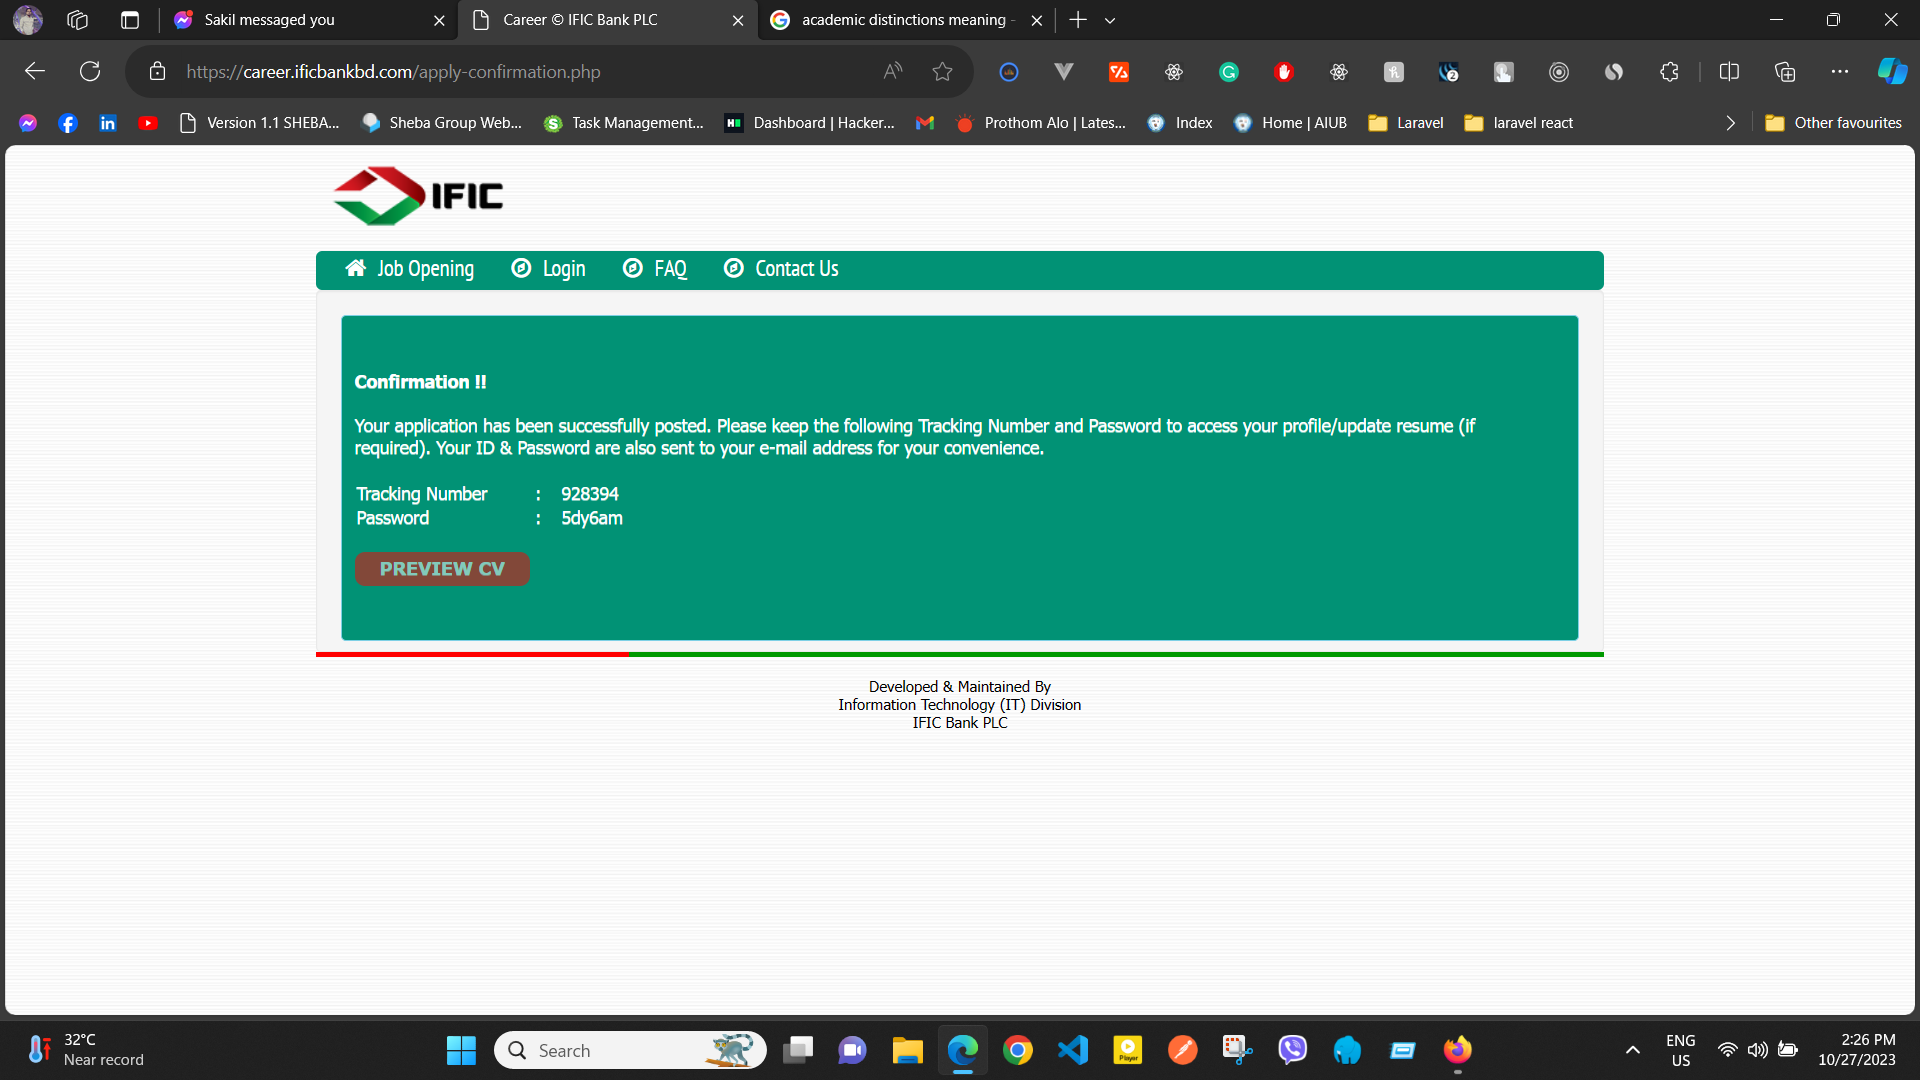 Sakil messaged you
Career © IFIC Bank PLC
academic distinctions meaning -
https://career.ificbankbd.com/apply-confirmation.php
Version 1.1 SHEBA...
Sheba Group Web...
Task Management...
Dashboard | Hacker...
Prothom Alo | Lates...
Index
Home | AIUB
Laravel
laravel react
Other favourites
IFIC
Job Opening
Login
FAQ
Contact Us
Confirmation !!
Your application has been successfully posted. Please keep the following Tracking Number and Password to access your profile/update resume (if
required). Your ID & Password are also sent to your e-mail address for your convenience.
Tracking Number : 928394
Password : 5dy6am
PREVIEW CV
Developed & Maintained By
Information Technology (IT) Division
IFIC Bank PLC
32°C
Near record
Search
Player
ENG
US
2:26 PM
10/27/2023